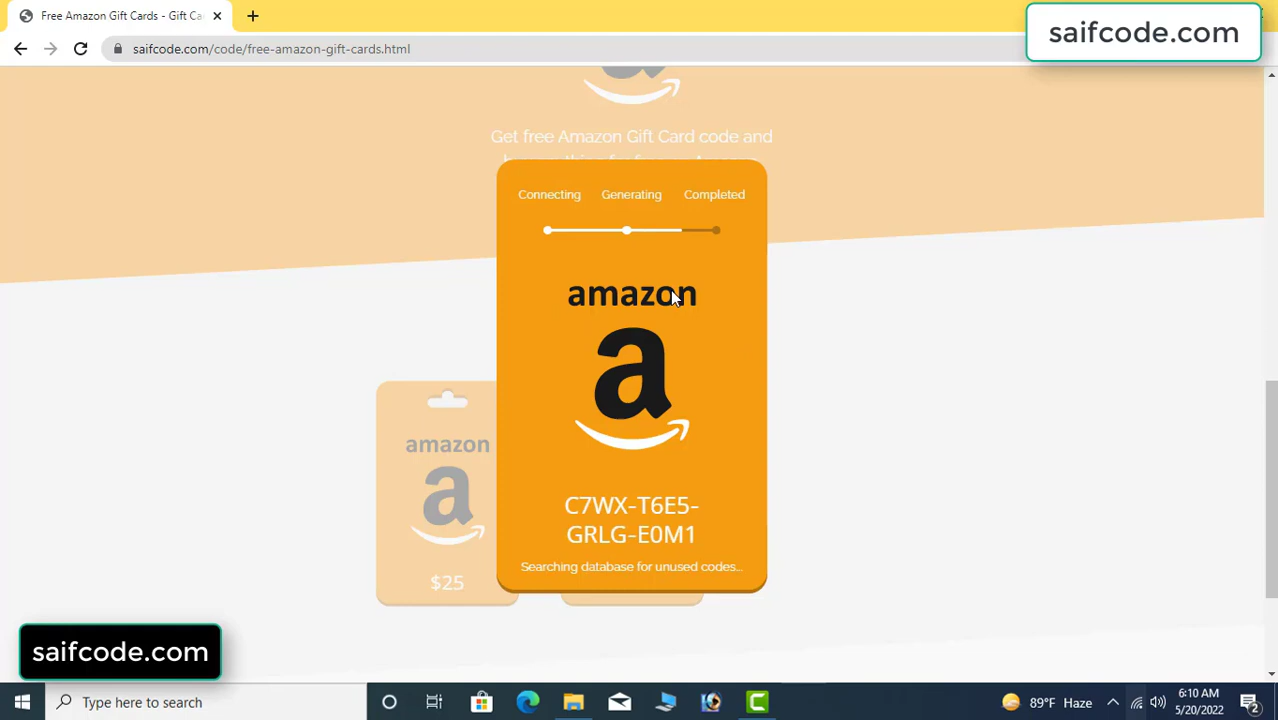 Free Amazon Gift Cards - Gift Ca
saifcode.com
saifcode.com/code/free-amazon-gift-cards.html
Get free Amazon Gift Card code and
Connecting Generating Completed
amazon
a
C7WX-T6E5-
GRLG-E0M1
Searching database for unused codes...
amazon
a
$25
saifcode.com
Type here to search
89°F Haze
6:10 AM
5/20/2022
2